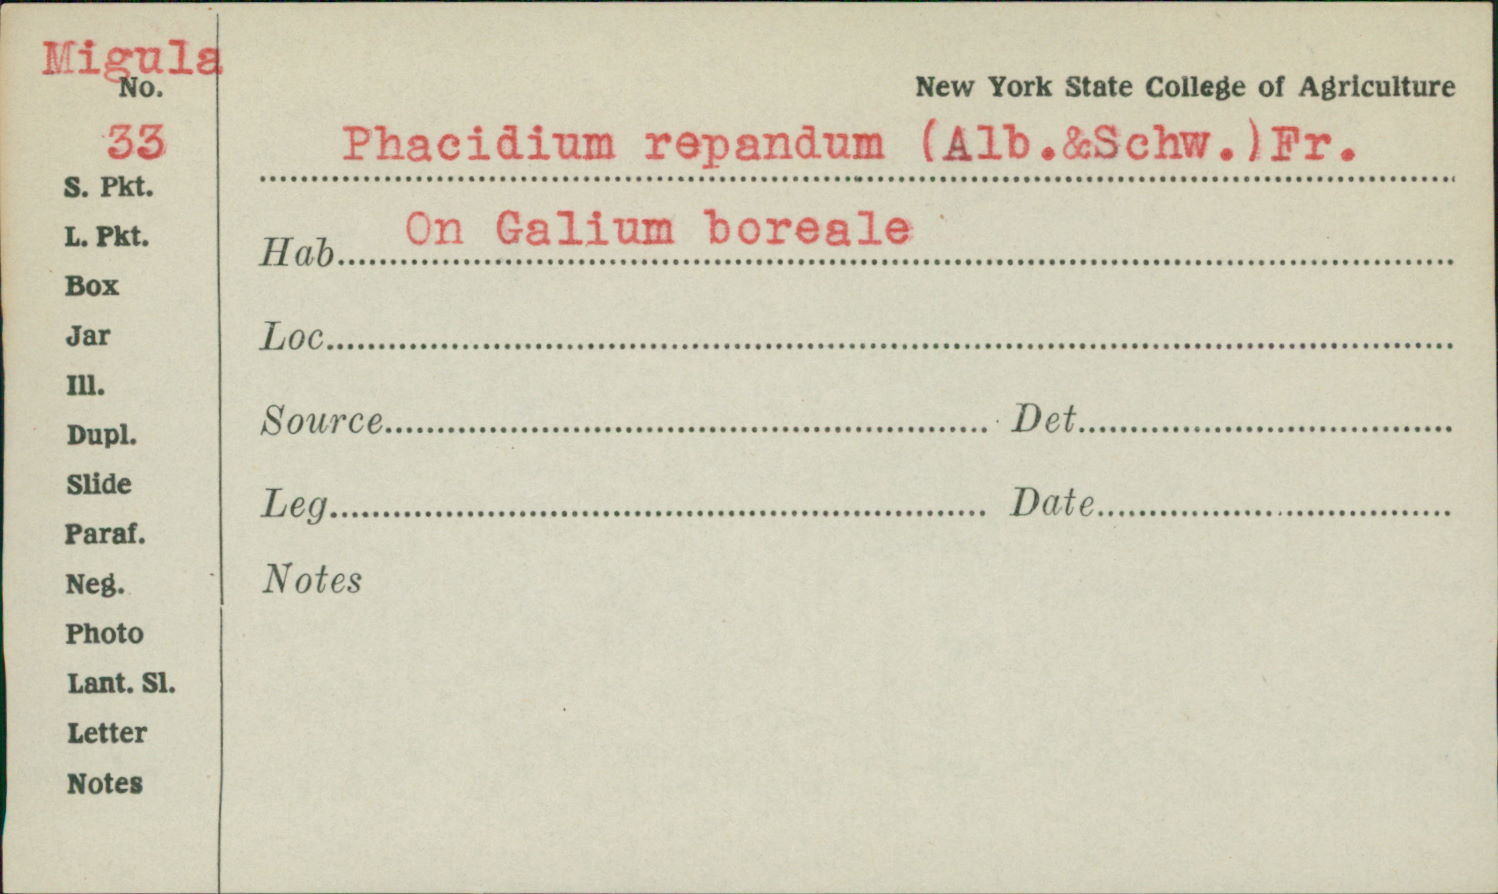 Migula
No.
33
S. Pkt.
L. Pkt.
Box
Jar
Ill.
Dupl.
Slide
Paraf.
Neg.
Photo
Lant. Sl.
Letter
Notes
New York State College of Agriculture
Phacidium repandum (Alb.&Schw.)Fr.
Hab. On Galium boreale
Loc.
Source. Det.
Leg. Date.
Notes